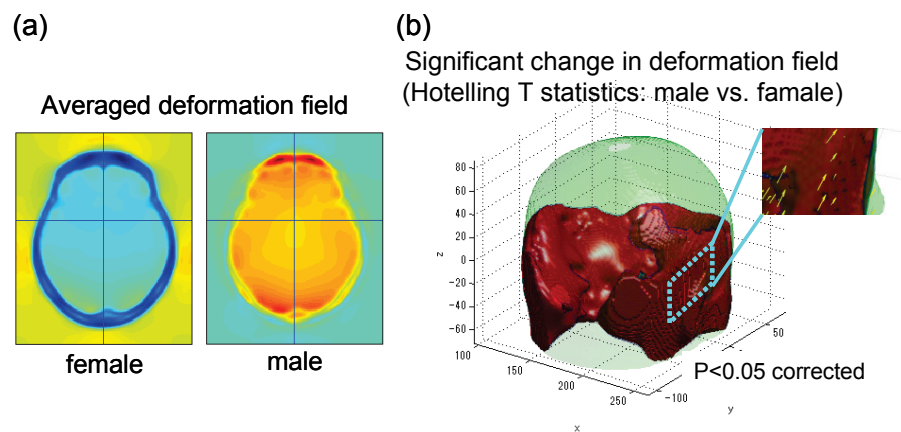 (a)
Averaged deformation field
female
male
(b)
Significant change in deformation field
(Hotelling T statistics: male vs. famale)
80
60
40
20
0
-20
-40
-60
z
100
150
200
250
x
-100
50
y
P<0.05 corrected